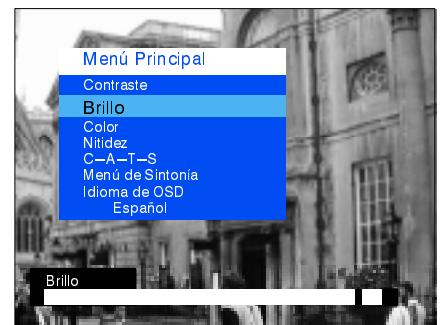 Menú Principal
Contraste
Brillo
Color
Nitidez
C–A–T–S
Menú de Sintonía
Idioma de OSD
Español
Brillo